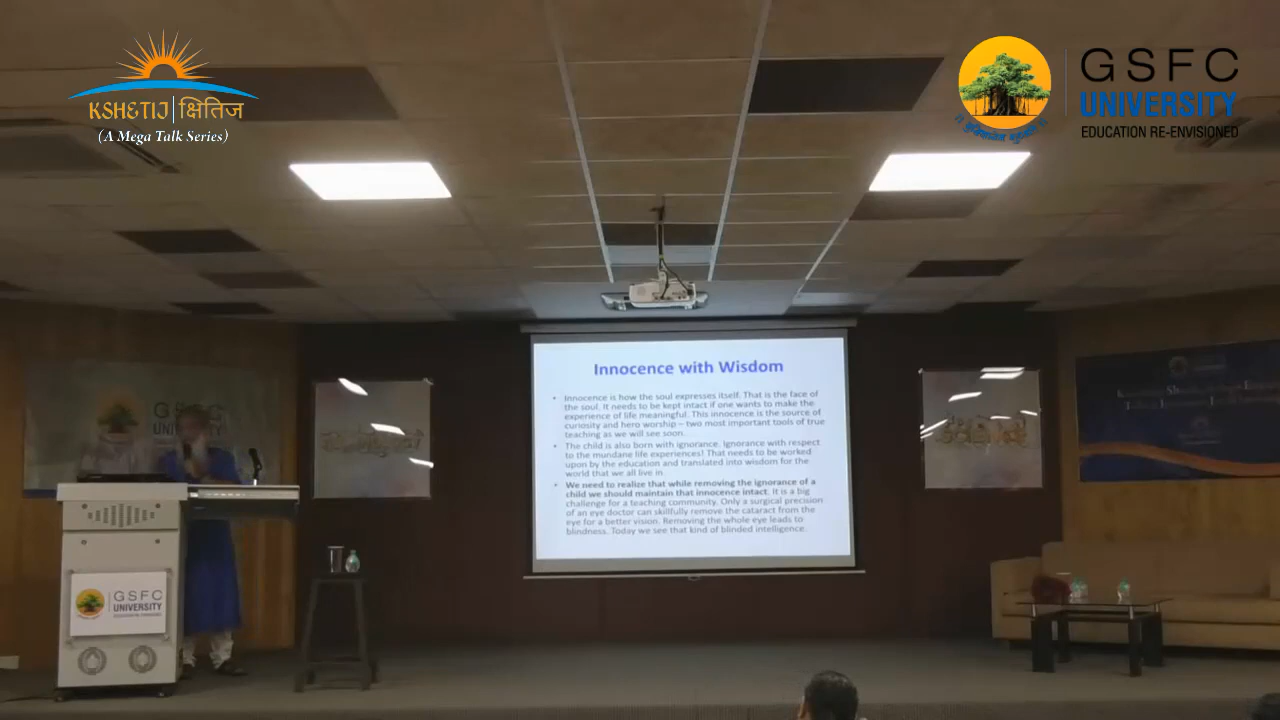 KSHETIJ|क्षितिज
(A Mega Talk Series)
GSFC
UNIVERSITY
EDUCATION RE-ENVISIONED
Innocence with Wisdom
• Innocence is how the soul expresses itself. That is the face of
the soul. It needs to be kept intact if one wants to make the
experience of life meaningful. This innocence is the source of
curiosity and hero worship – two most important tools of true
teaching as we will see soon.
• The child is also born with ignorance. Ignorance with respect
to the mundane life experiences! That needs to be worked
upon by the education and translated into wisdom for the
world that we all live in
• We need to realize that while removing the ignorance of a
child we should maintain that innocence intact. It is a big
challenge for a teaching community. Only a surgical precision
of an eye doctor can skillfully remove the cataract from the
eye for a better vision. Removing the whole eye leads to
blindness. Today we see that kind of blinded intelligence.
GSFC
UNIVERSITY
GSFC
UNIVERSITY
EDUCATION RE-ENVISIONED